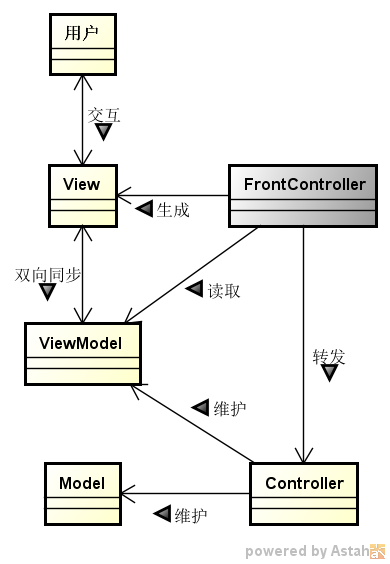 用户
交互
View
FrontController
生成
双向同步
读取
ViewModel
转发
维护
Model
Controller
维护
powered by Astah